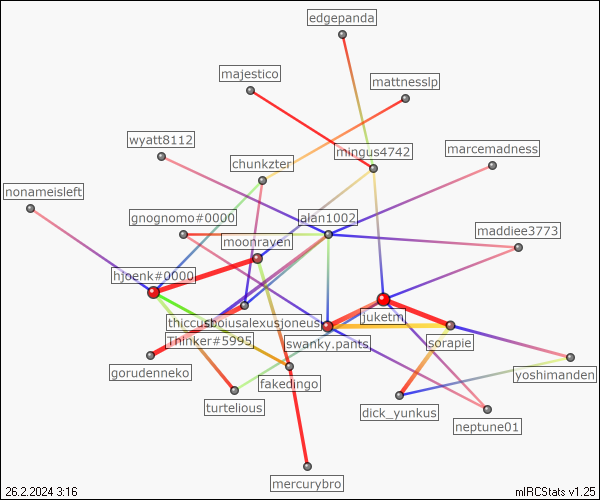 edgepanda
majestico
mattnesslp
wyatt8112
mingus4742
marcemadness
chunkzter
nonameisleft
gnognomo#0000
alan1002
maddiee3773
moonraven
hjoenk#0000
thiccusboiusalexusjoneus
juketm
Thinker#5995
swanky.pants
sorapie
gorudenneko
fakedingo
yoshimanden
turtelious
dick_yunkus
neptune01
mercurybro
26.2.2024 3:16
mIRCStats v1.25